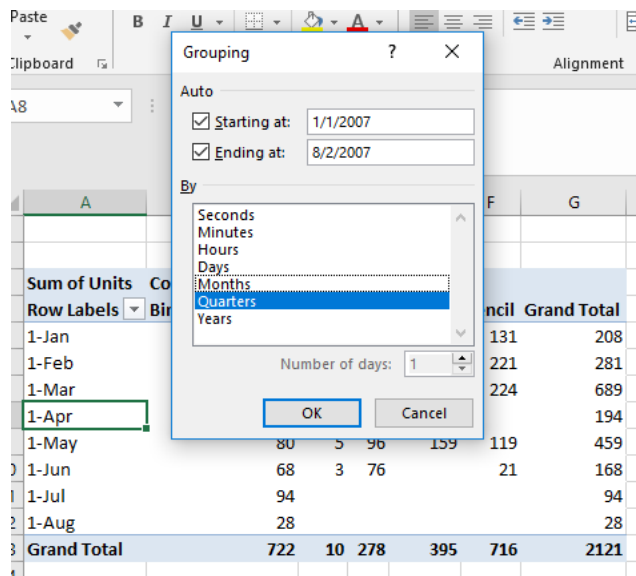 Paste
B I U A
Clipboard
Alignment
A8
Grouping ? X
Auto
Starting at: 1/1/2007
Ending at: 8/2/2007
By
Seconds
Minutes
Hours
Days
Months
Quarters
Years
Number of days: 1
OK Cancel
A F G
Sum of Units Co
Row Labels Bin ncil Grand Total
1-Jan 131 208
1-Feb 221 281
1-Mar 224 689
1-Apr 194
1-May 80 5 96 159 119 459
1-Jun 68 3 76 21 168
1-Jul 94 94
1-Aug 28 28
Grand Total 722 10 278 395 716 2121